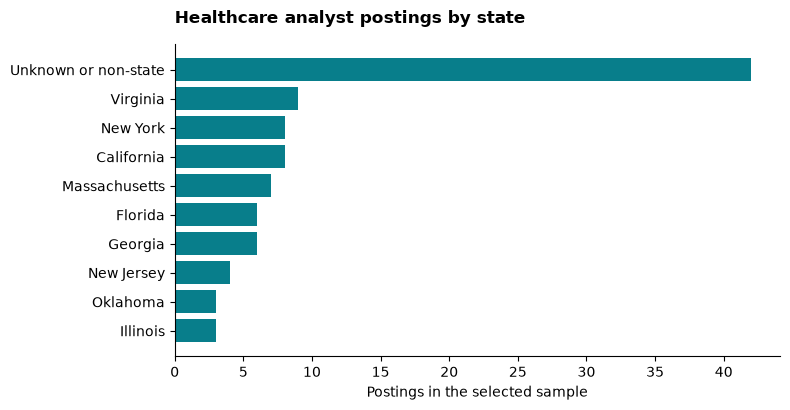 Healthcare analyst postings by state
Unknown or non-state
Virginia
New York
California
Massachusetts
Florida
Georgia
New Jersey
Oklahoma
Illinois
0 5 10 15 20 25 30 35 40
Postings in the selected sample